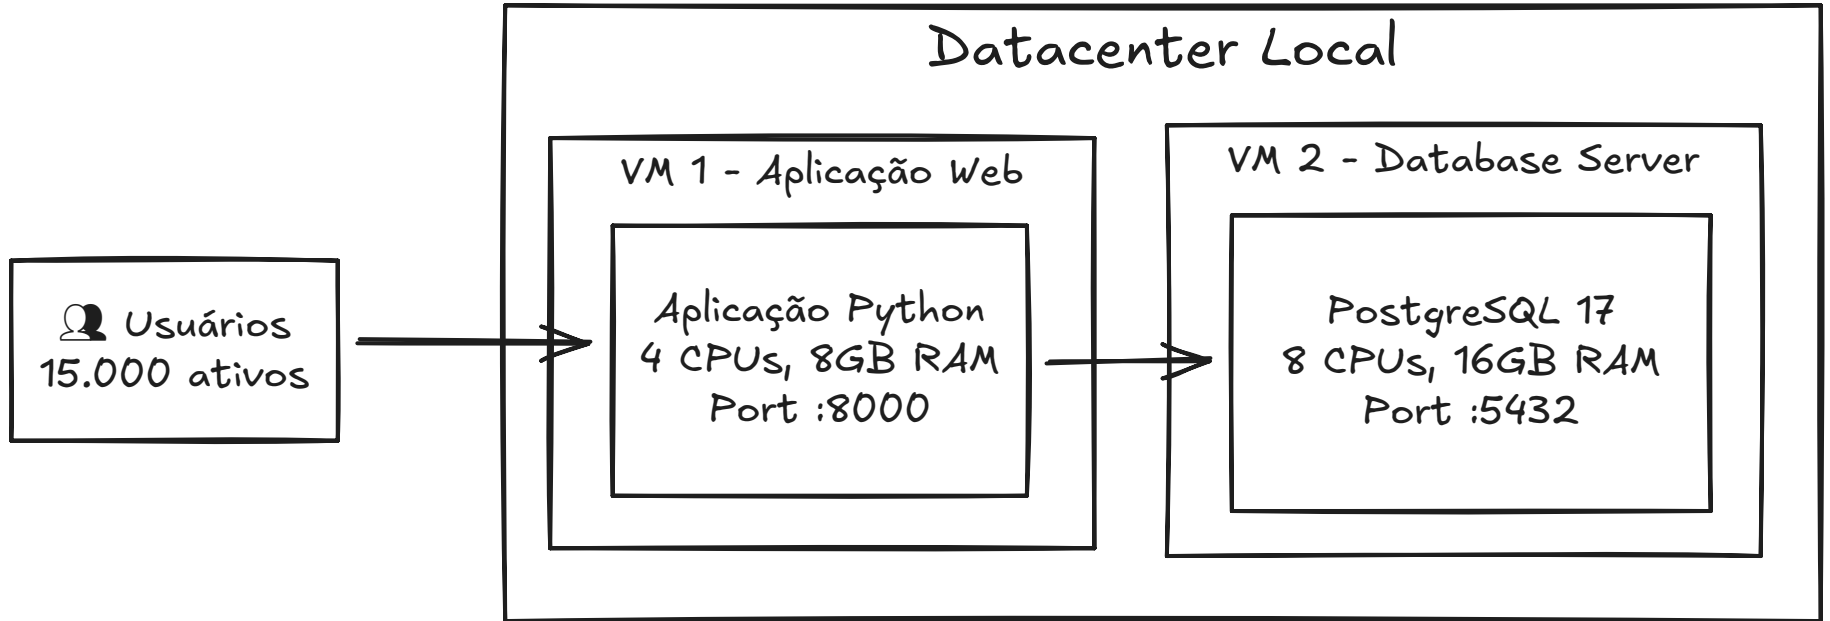 Datacenter Local
VM 1 - Aplicação Web
VM 2 - Database Server
👥 Usuários
15.000 ativos
Aplicação Python
4 CPUs, 8GB RAM
Port :8000
PostgreSQL 17
8 CPUs, 16GB RAM
Port :5432